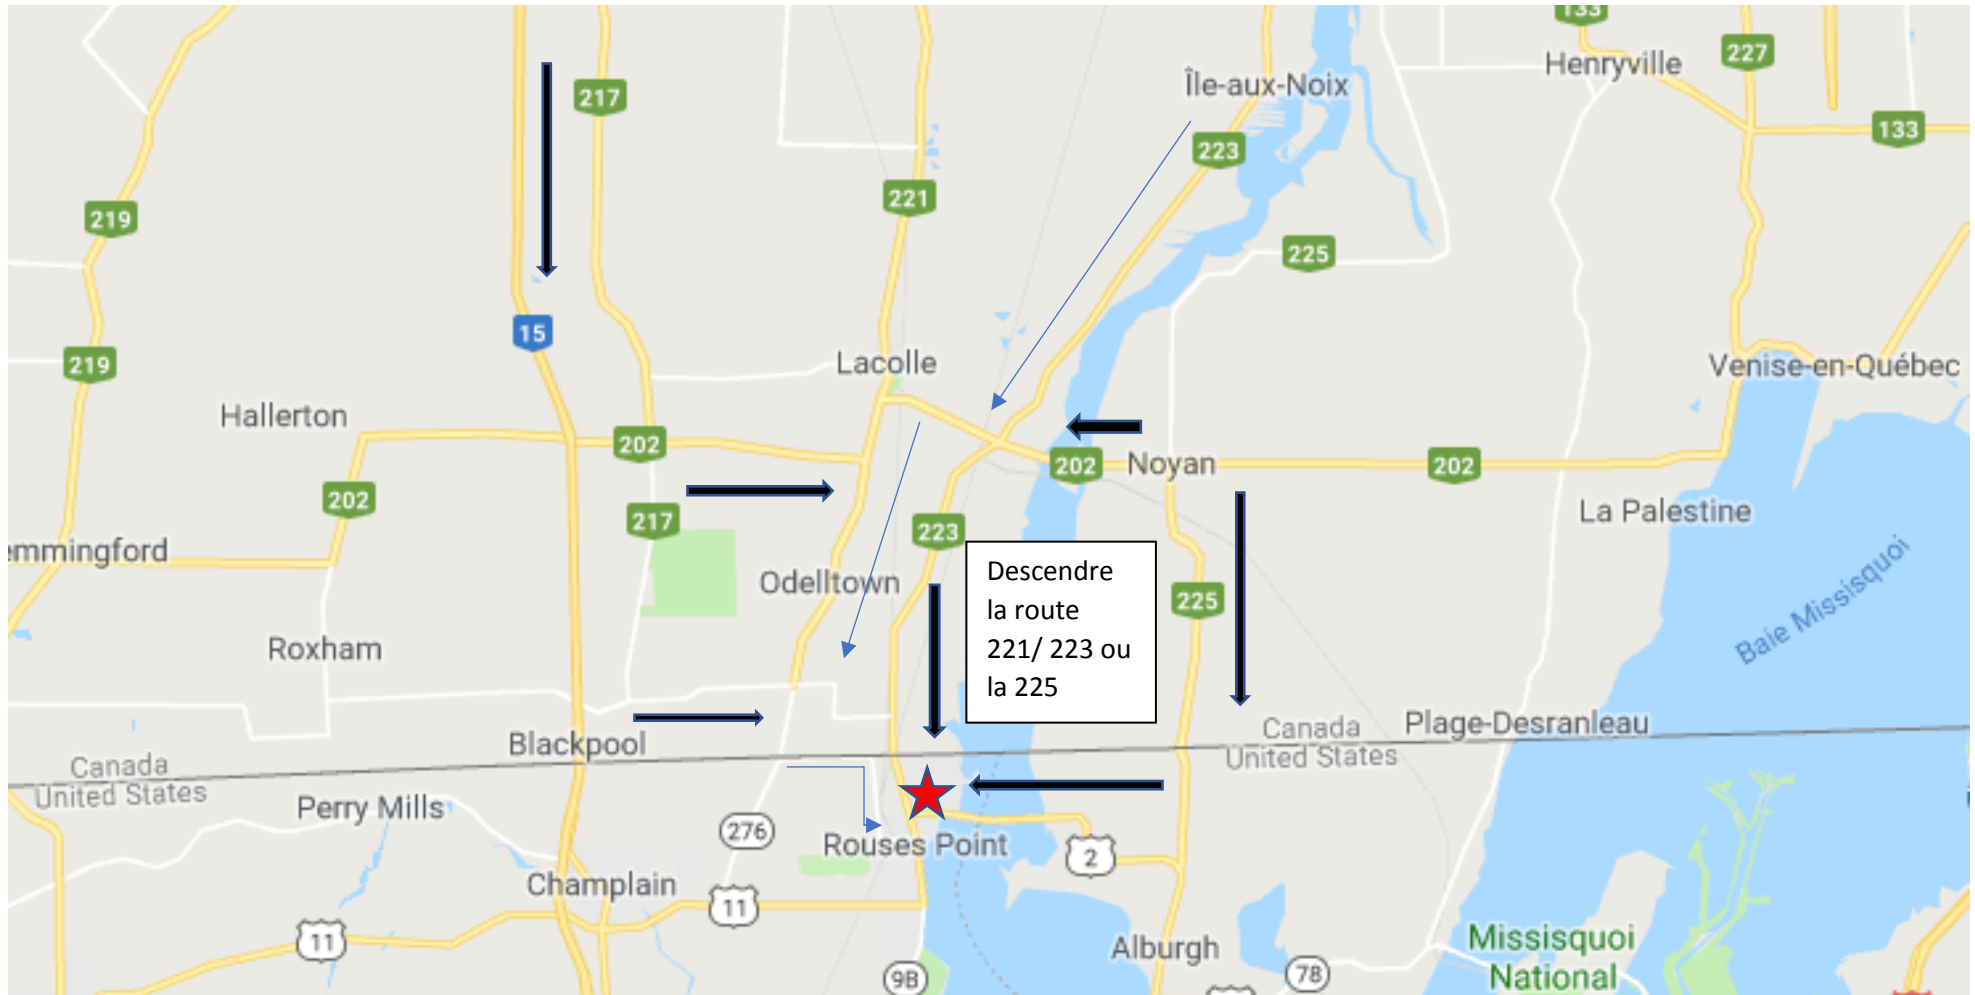 133
227
Henryville
Île-aux-Noix
217
133
223
221
219
225
15
Lacolle
219
Venise-en-Québec
Hallerton
202
202
Noyan
202
202
217
La Palestine
223
emmingford
Odelltown
225
Descendre
la route
221/ 223 ou
la 225
Baie Missisquoi
Roxham
Blackpool
Canada
United States
Plage-Desranleau
Canada
United States
Perry Mills
276
Rouses Point
2
Champlain
11
11
Alburgh
Missisquoi
National
9B
78